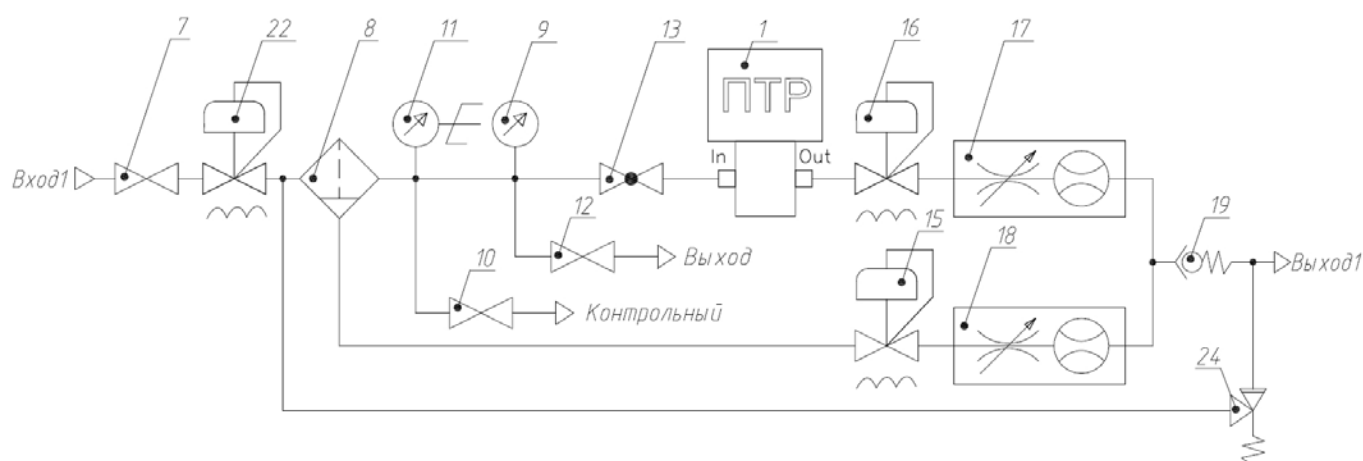 7
22
8
11
9
13
1
16
17
ПТР
In
Out
Вход1
12
Выход
15
18
19
Выход1
10
Контрольный
24